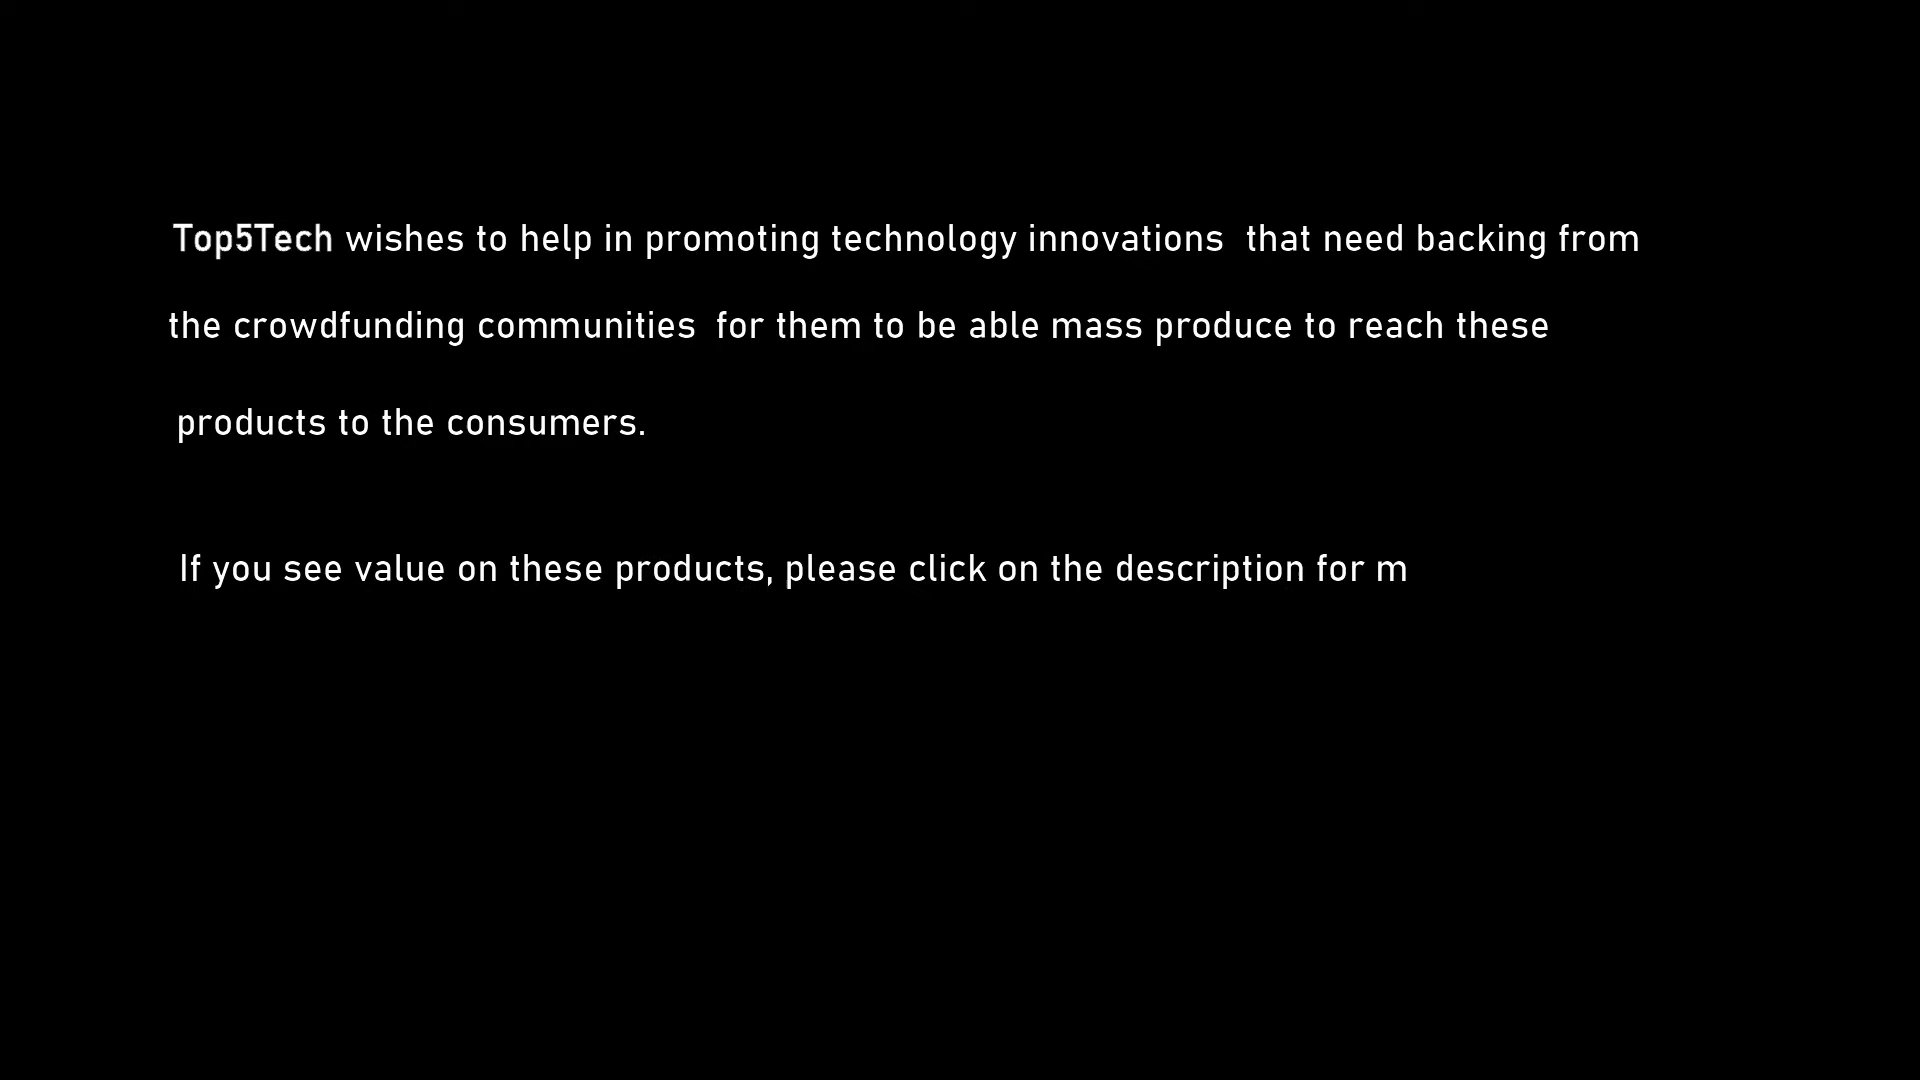 Top5Tech wishes to help in promoting technology innovations  that need backing from
the crowdfunding communities  for them to be able mass produce to reach these
products to the consumers.
If you see value on these products, please click on the description for m